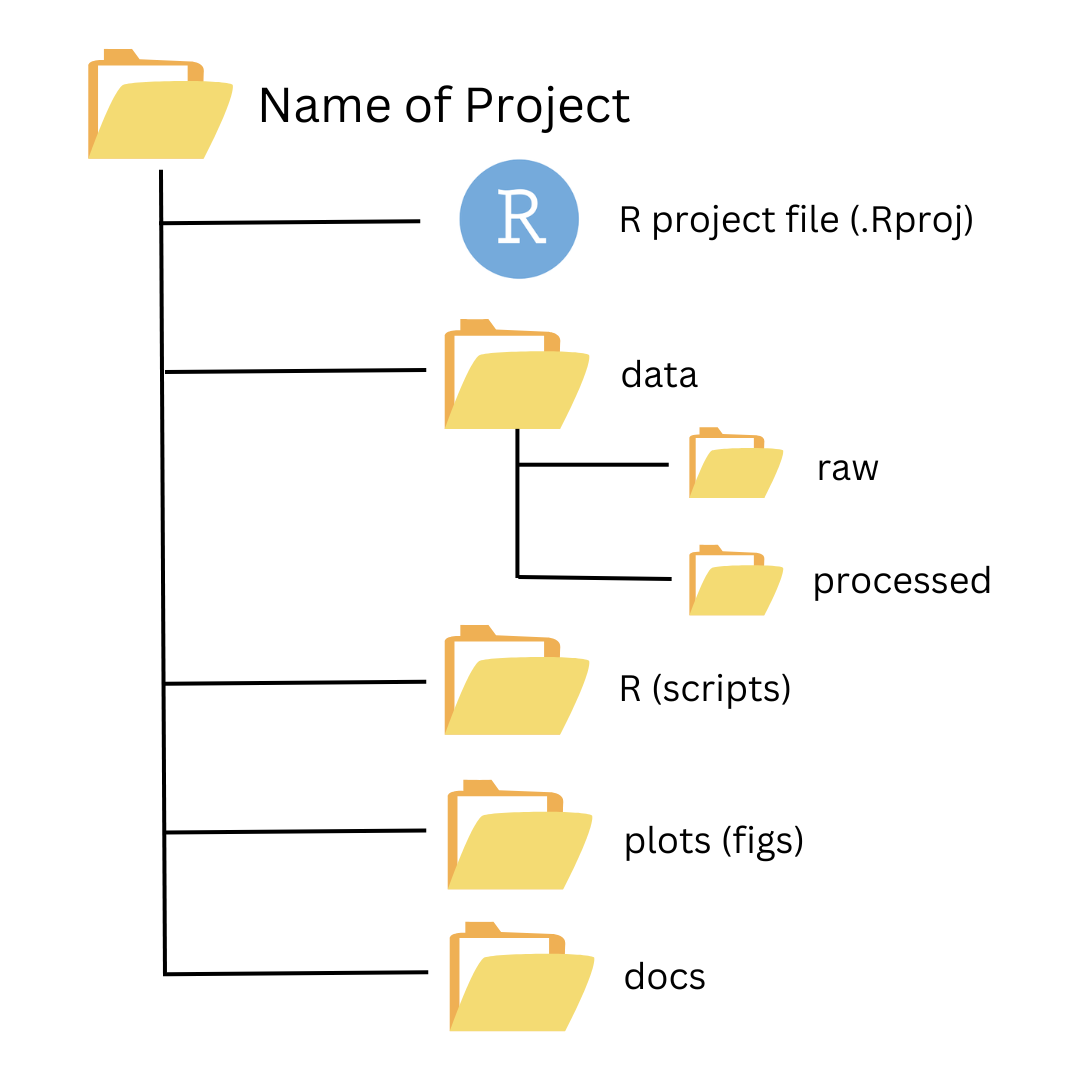 Name of Project
R
R project file (.Rproj)
data
raw
processed
R (scripts)
plots (figs)
docs